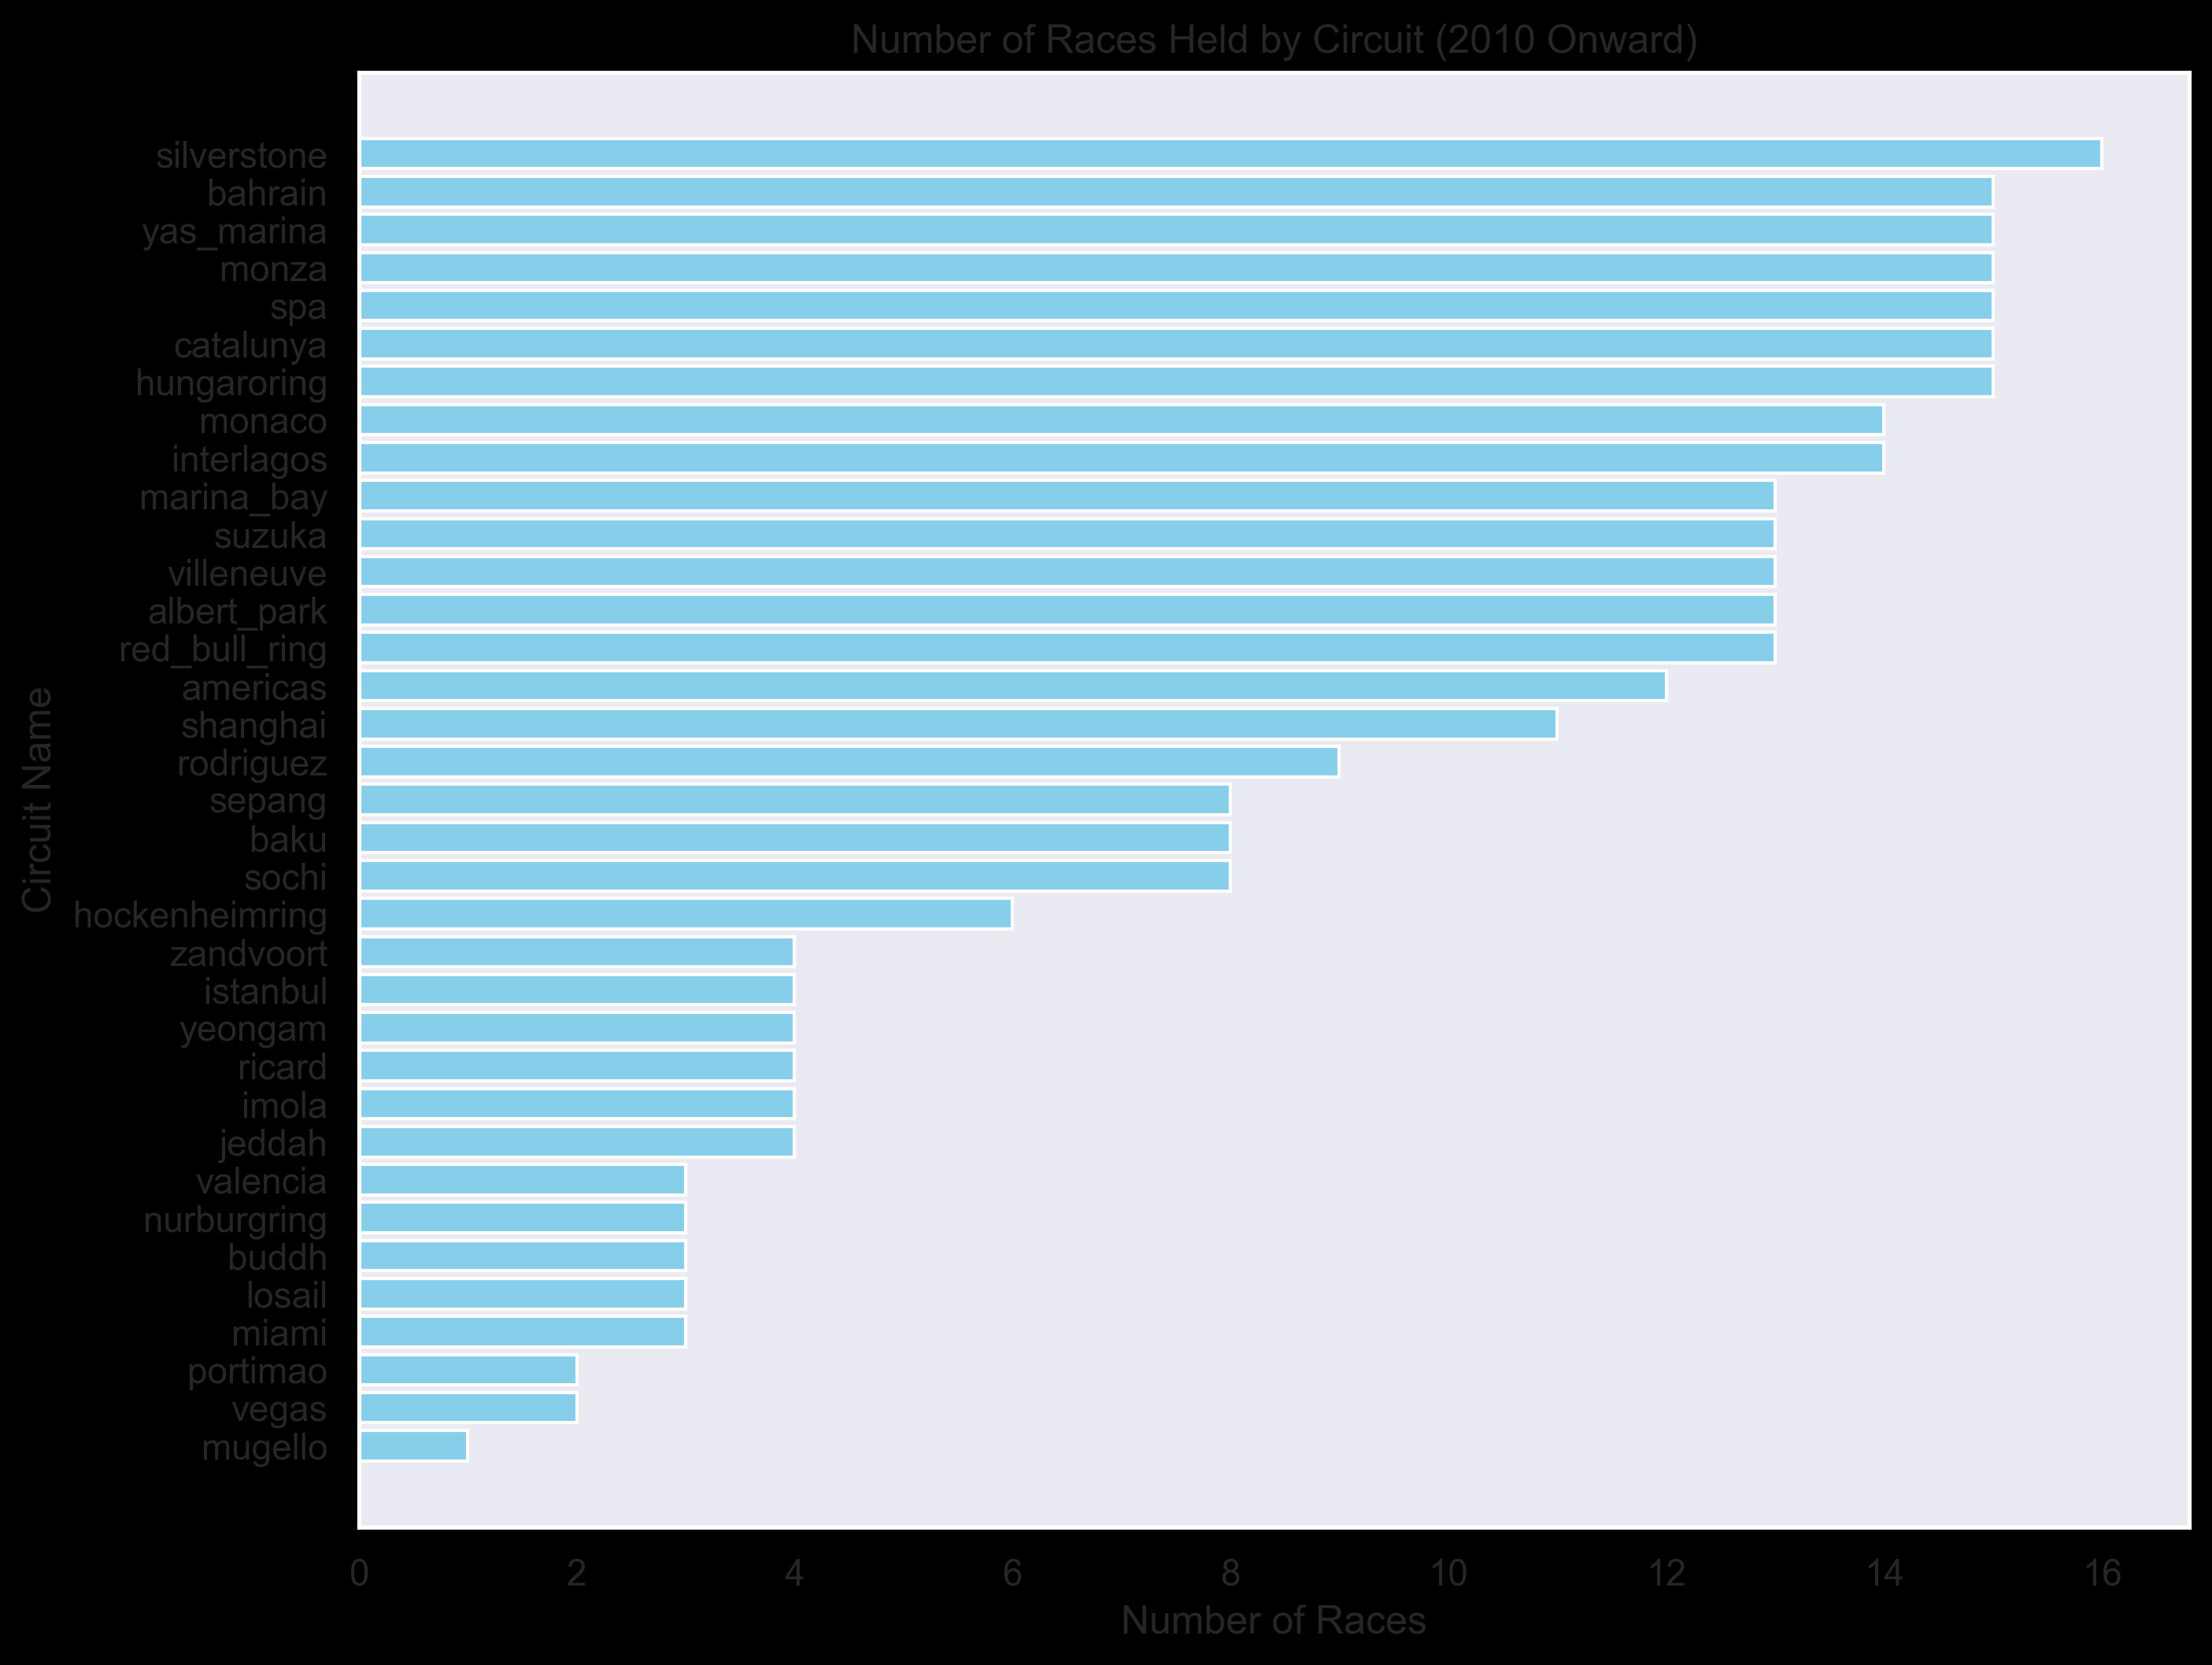 Number of Races Held by Circuit (2010 Onward)
Circuit Name
silverstone
bahrain
yas_marina
monza
spa
catalunya
hungaroring
monaco
interlagos
marina_bay
suzuka
villeneuve
albert_park
red_bull_ring
americas
shanghai
rodriguez
sepang
baku
sochi
hockenheimring
zandvoort
istanbul
yeongam
ricard
imola
jeddah
valencia
nurburgring
buddh
losail
miami
portimao
vegas
mugello
0 2 4 6 8 10 12 14 16
Number of Races